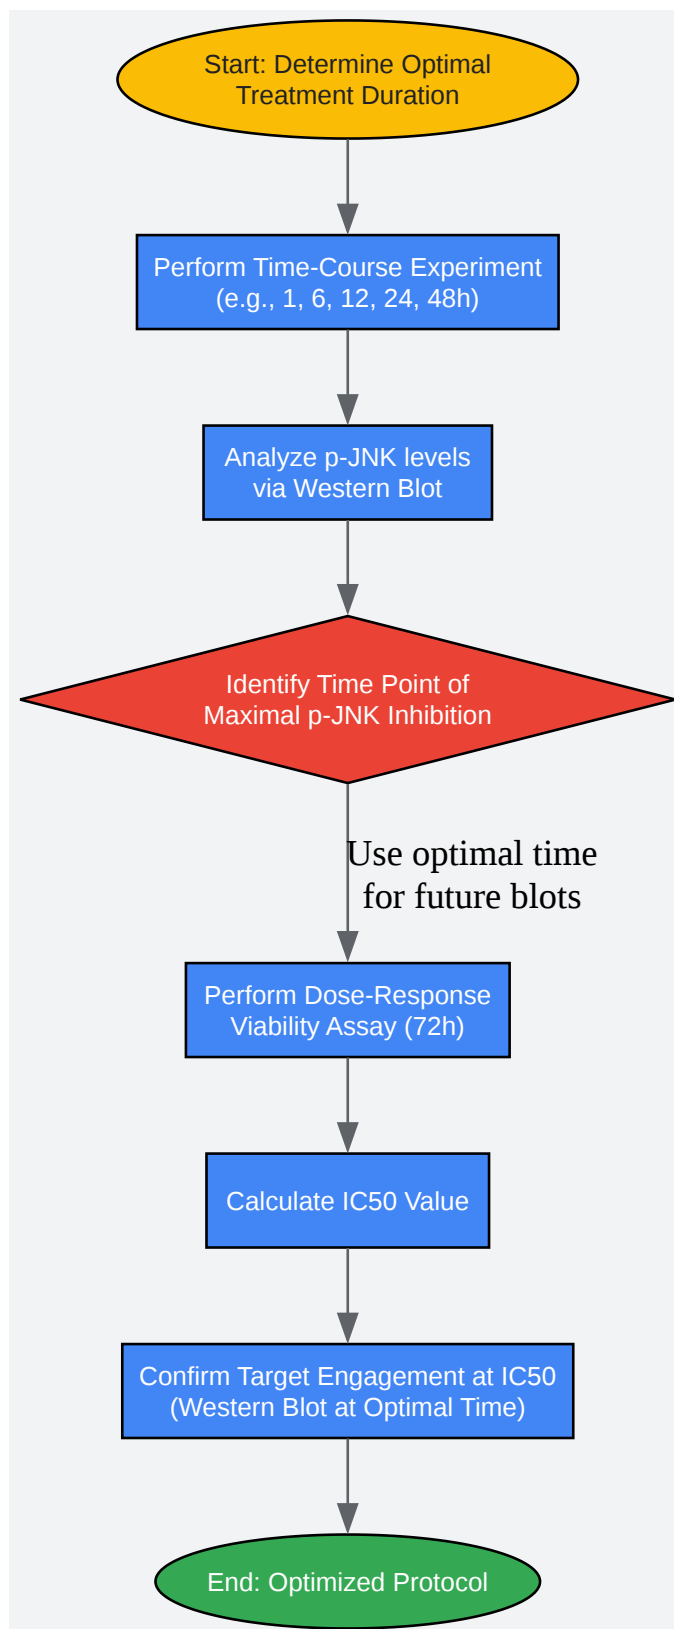 Start: Determine Optimal
Treatment Duration
Perform Time-Course Experiment
(e.g., 1, 6, 12, 24, 48h)
Analyze p-JNK levels
via Western Blot
Identify Time Point of
Maximal p-JNK Inhibition
Use optimal time
for future blots
Perform Dose-Response
Viability Assay (72h)
Calculate IC50 Value
Confirm Target Engagement at IC50
(Western Blot at Optimal Time)
End: Optimized Protocol